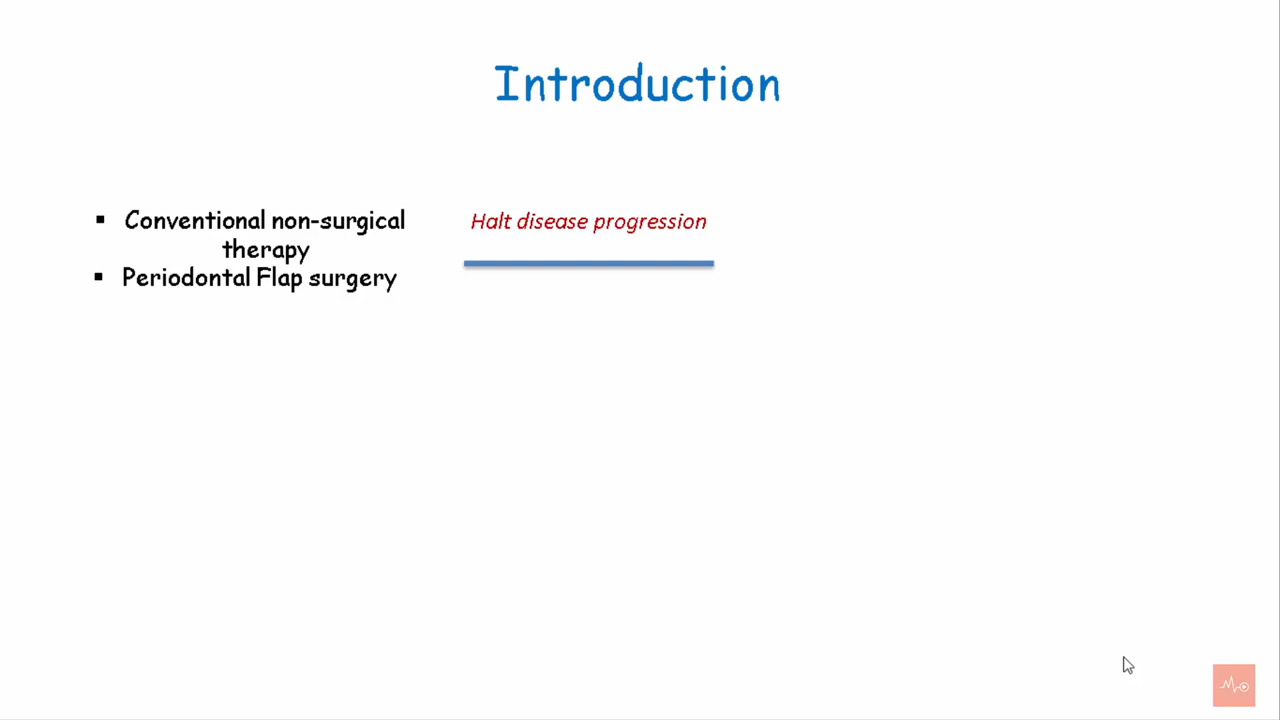 Introduction
▪ Conventional non-surgical
therapy
▪ Periodontal Flap surgery
Halt disease progression